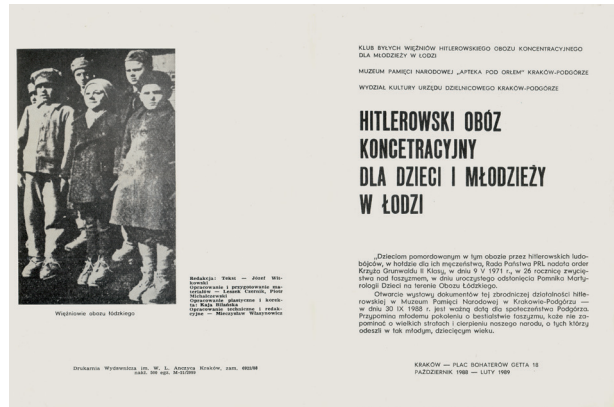 Więźniowie obozu łódzkiego
Redakcja: Tekst — Józef Wit-
kowski
Opracowanie i przygotowanie ma-
teriałów — Leszek Czernik, Piotr
Michalczewski
Opracowanie plastyczne i korek-
ta: Kaja Bilańska
Opracowanie techniczne i redak-
cyjne — Mieczysław Własynowicz
Drukarnia Wydawnicza im. W. L. Anczyca Kraków, zam.
nakł. 500 egz.
KLUB BYŁYCH WIĘŹNIÓW HITLEROWSKIEGO OBOZU KONCENTRACYJNEGO
DLA MŁODZIEŻY W ŁODZI
MUZEUM PAMIĘCI NARODOWEJ „APTEKA POD ORŁEM” KRAKÓW-PODGÓRZE
WYDZIAŁ KULTURY URZĘDU DZIELNICOWEGO KRAKÓW-PODGÓRZE
HITLEROWSKI OBÓZ
KONCETRACYJNY
DLA DZIECI I MŁODZIEŻY
W ŁODZI
„Dzieciom pomordowanym w tym obozie przez hitlerowskich ludo-
bójców, w hołdzie dla ich męczeństwa, Rada Państwa PRL nadała order
Krzyża Grunwaldu II Klasy, w dniu 9 V 1971 r., w 26 rocznicę zwycię-
stwa nad faszyzmem, w dniu uroczystego odsłonięcia Pomnika Marty-
rologii Dzieci na terenie Obozu Łódzkiego.
Otwarcie wystawy dokumentów tej zbrodniczej działalności hitle-
rowskiej w Muzeum Pamięci Narodowej w Krakowie-Podgórzu —
w dniu 30 IX 1988 r. jest ważną datą dla społeczeństwa Podgórza.
Przypomina młodemu pokoleniu o bestialstwie faszyzmu, każe nie za-
pominać o wielkich stratach i cierpieniu naszego narodu, o tych którzy
odeszli w tak młodym, dziecięcym wieku.
KRAKÓW — PLAC BOHATERÓW GETTA 18
PAŹDZIERNIK 1988 — LUTY 1989